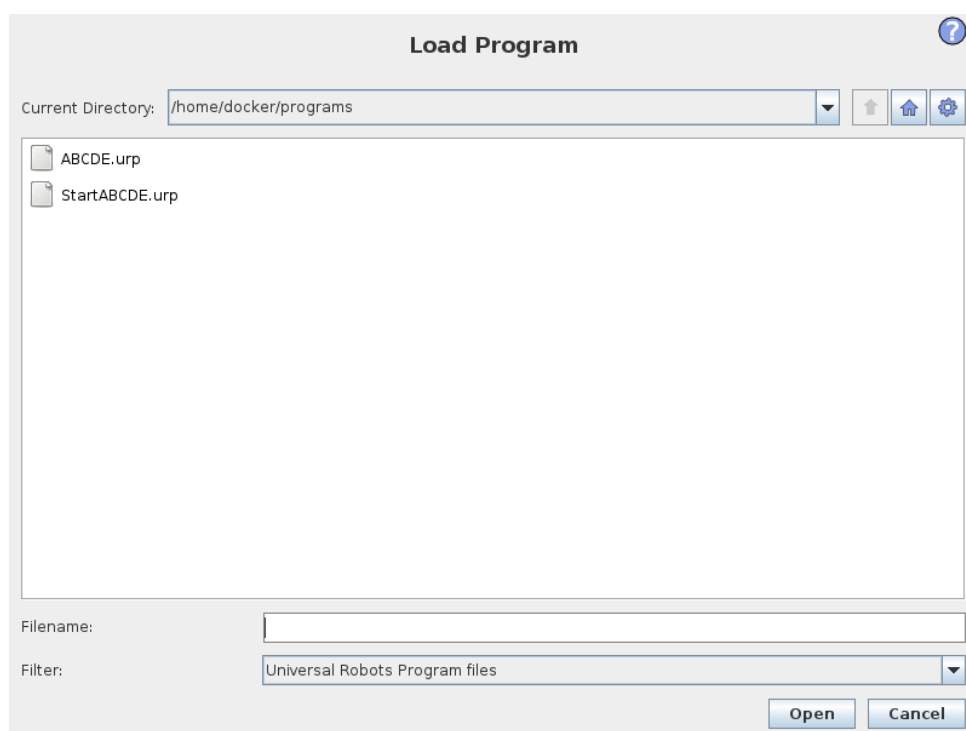 ?
Load Program
Current Directory: /home/docker/programs
ABCDE.urp
StartABCDE.urp
Filename:
Filter: Universal Robots Program files
Open Cancel